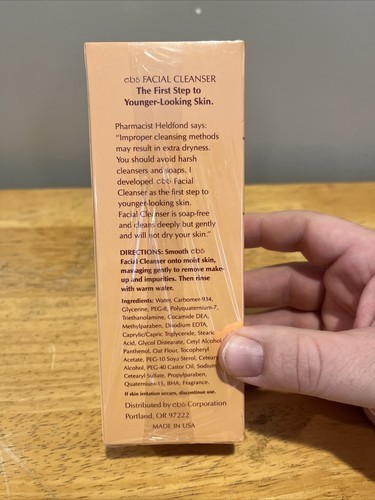 eb5 FACIAL CLEANSER
The First Step to
Younger-Looking Skin.
Pharmacist Heldfond says:
"Improper cleansing methods
may result in extra dryness.
You should avoid harsh
cleansers and soaps. I
developed eb5 Facial
Cleanser as the first step to
younger-looking skin.
Facial Cleanser is soap-free
and cleans deeply but gently
and will not dry your skin."
DIRECTIONS: Smooth eb5
Facial Cleanser onto moist skin,
massaging gently to remove make-
up and impurities. Then rinse
with warm water.
Ingredients: Water, Carbomer-934,
Glycerine, PEG-8, Polyquaternium-7,
Triethanolamine, Cocamide DEA,
Methylparaben, Disodium EDTA,
Caprylic/Capric Triglyceride, Stearic
Acid, Glycol Distearate, Cetyl Alcohol,
Panthenol, Oat Flour, Tocopheryl
Acetate, PEG-10 Soya Sterol, Cetearyl
Alcohol, PEG-40 Castor Oil, Sodium
Cetearyl Sulfate, Propylparaben,
Quaternium-15, BHA, Fragrance.
If skin irritation occurs, discontinue use.
Distributed by eb5 Corporation
Portland, OR 97222
MADE IN USA